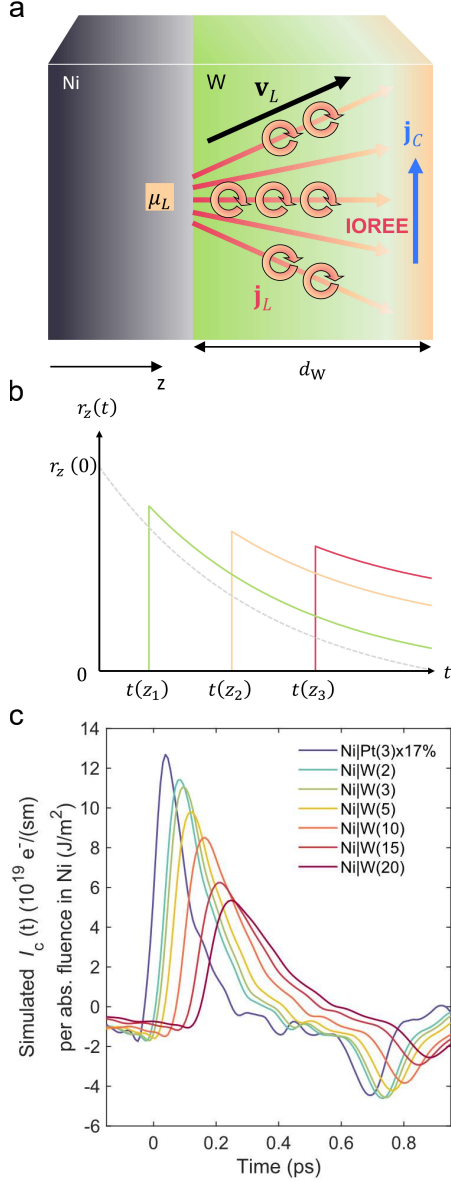 a
Ni
W
v_L
j_C
μ_L
IOREE
j_L
z
d_W
b
r_z(t)
r_z (0)
0
t(z_1)
t(z_2)
t(z_3)
t
c
Simulated I_c (t) (10^19 e^-/(sm)
per abs. fluence in Ni (J/m^2)
14
12
10
8
6
4
2
0
-2
-4
-6
Ni|Pt(3)x17%
Ni|W(2)
Ni|W(3)
Ni|W(5)
Ni|W(10)
Ni|W(15)
Ni|W(20)
0 0.2 0.4 0.6 0.8
Time (ps)